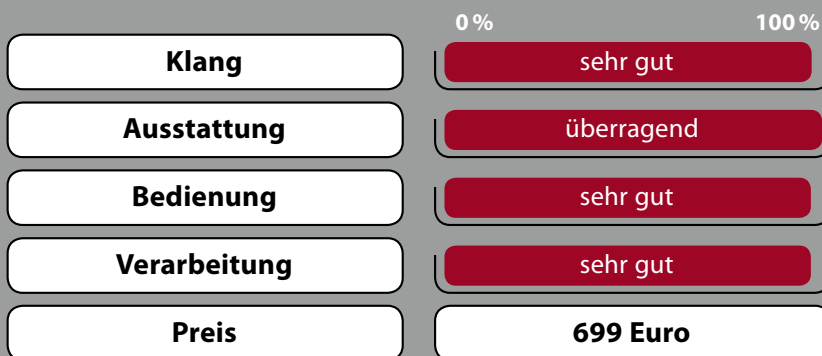 0 % 100 %
Klang sehr gut
Ausstattung überragend
Bedienung sehr gut
Verarbeitung sehr gut
Preis 699 Euro